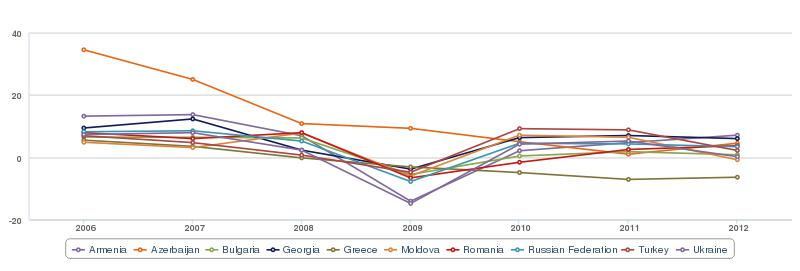 40
20
0
-20
2006 2007 2008 2009 2010 2011 2012
Armenia Azerbaijan Bulgaria Georgia Greece Moldova Romania Russian Federation Turkey Ukraine